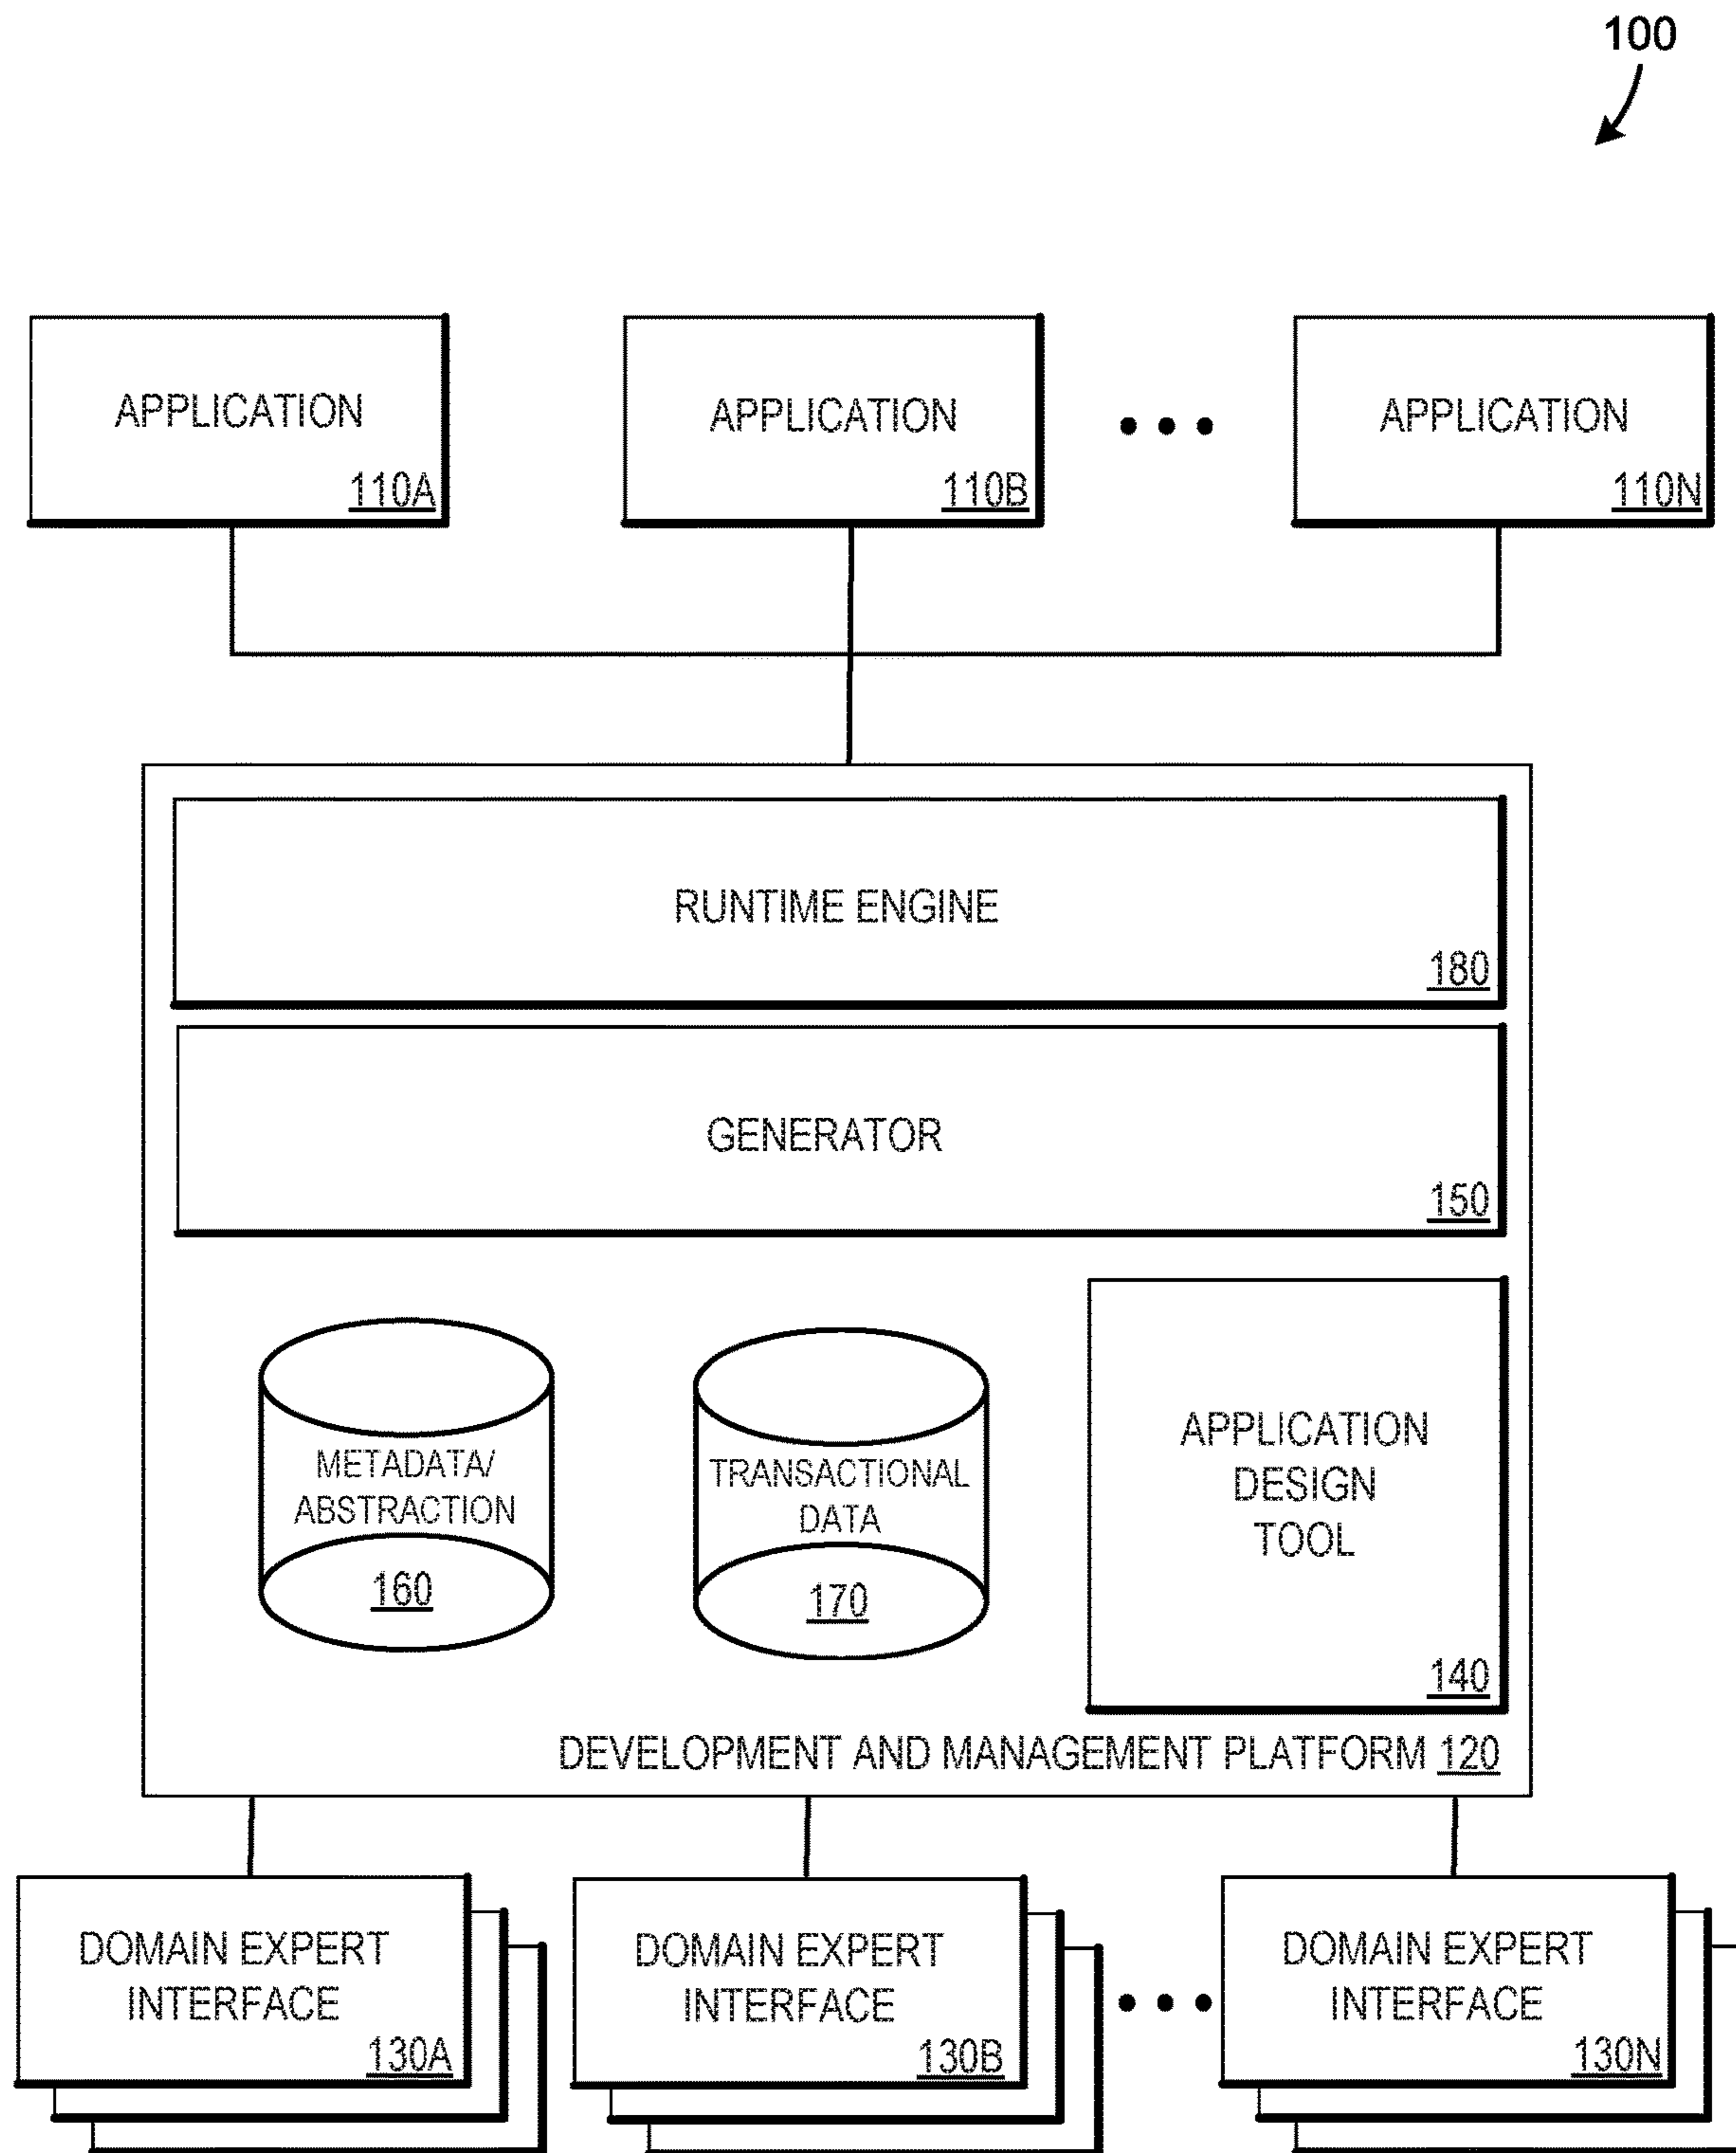 100
APPLICATION
110A
APPLICATION
110B
APPLICATION
110N
RUNTIME ENGINE
180
GENERATOR
150
METADATA/
ABSTRACTION
160
TRANSACTIONAL
DATA
170
APPLICATION
DESIGN
TOOL
140
DEVELOPMENT AND MANAGEMENT PLATFORM 120
DOMAIN EXPERT
INTERFACE
130A
DOMAIN EXPERT
INTERFACE
130B
DOMAIN EXPERT
INTERFACE
130N